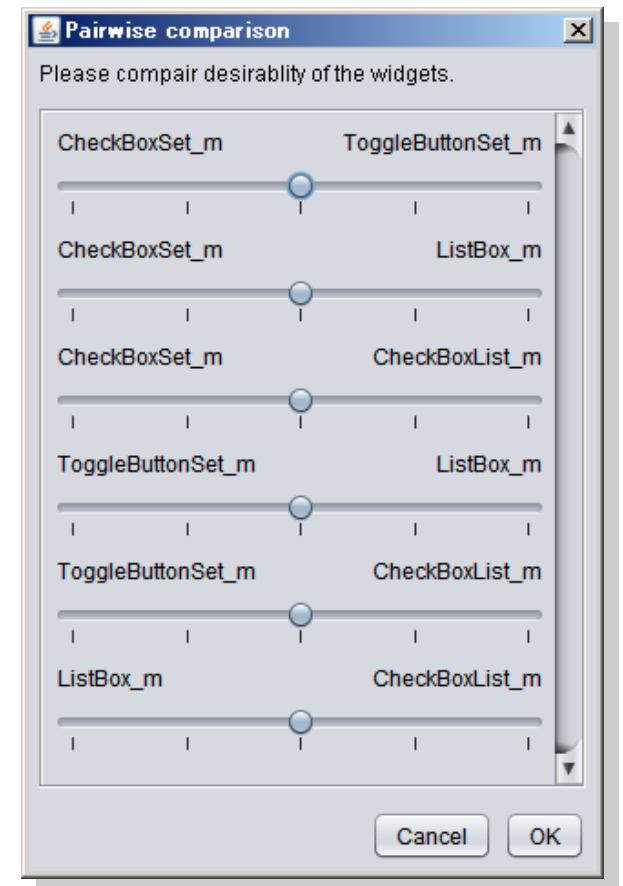 Pairwise comparison
Please compair desirablity of the widgets.
CheckBoxSet_m ToggleButtonSet_m
CheckBoxSet_m ListBox_m
CheckBoxSet_m CheckBoxList_m
ToggleButtonSet_m ListBox_m
ToggleButtonSet_m CheckBoxList_m
ListBox_m CheckBoxList_m
Cancel OK